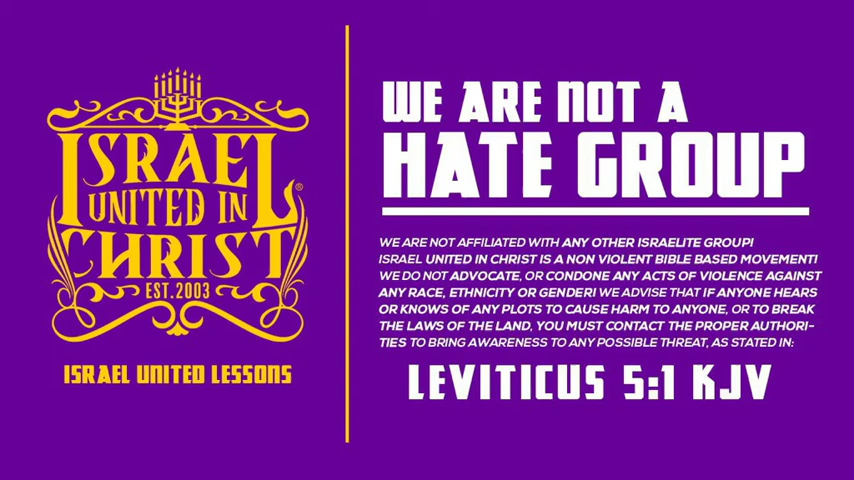 ISRAEL
UNITED IN
CHRIST
EST.2003
®
ISRAEL UNITED LESSONS
WE ARE NOT A
HATE GROUP
WE ARE NOT AFFILIATED WITH ANY OTHER ISRAELITE GROUP!
ISRAEL UNITED IN CHRIST IS A NON VIOLENT BIBLE BASED MOVEMENT!
WE DO NOT ADVOCATE, OR CONDONE ANY ACTS OF VIOLENCE AGAINST
ANY RACE, ETHNICITY OR GENDER! WE ADVISE THAT IF ANYONE HEARS
OR KNOWS OF ANY PLOTS TO CAUSE HARM TO ANYONE, OR TO BREAK
THE LAWS OF THE LAND, YOU MUST CONTACT THE PROPER AUTHORI-
TIES TO BRING AWARENESS TO ANY POSSIBLE THREAT, AS STATED IN:
LEVITICUS 5:1 KJV